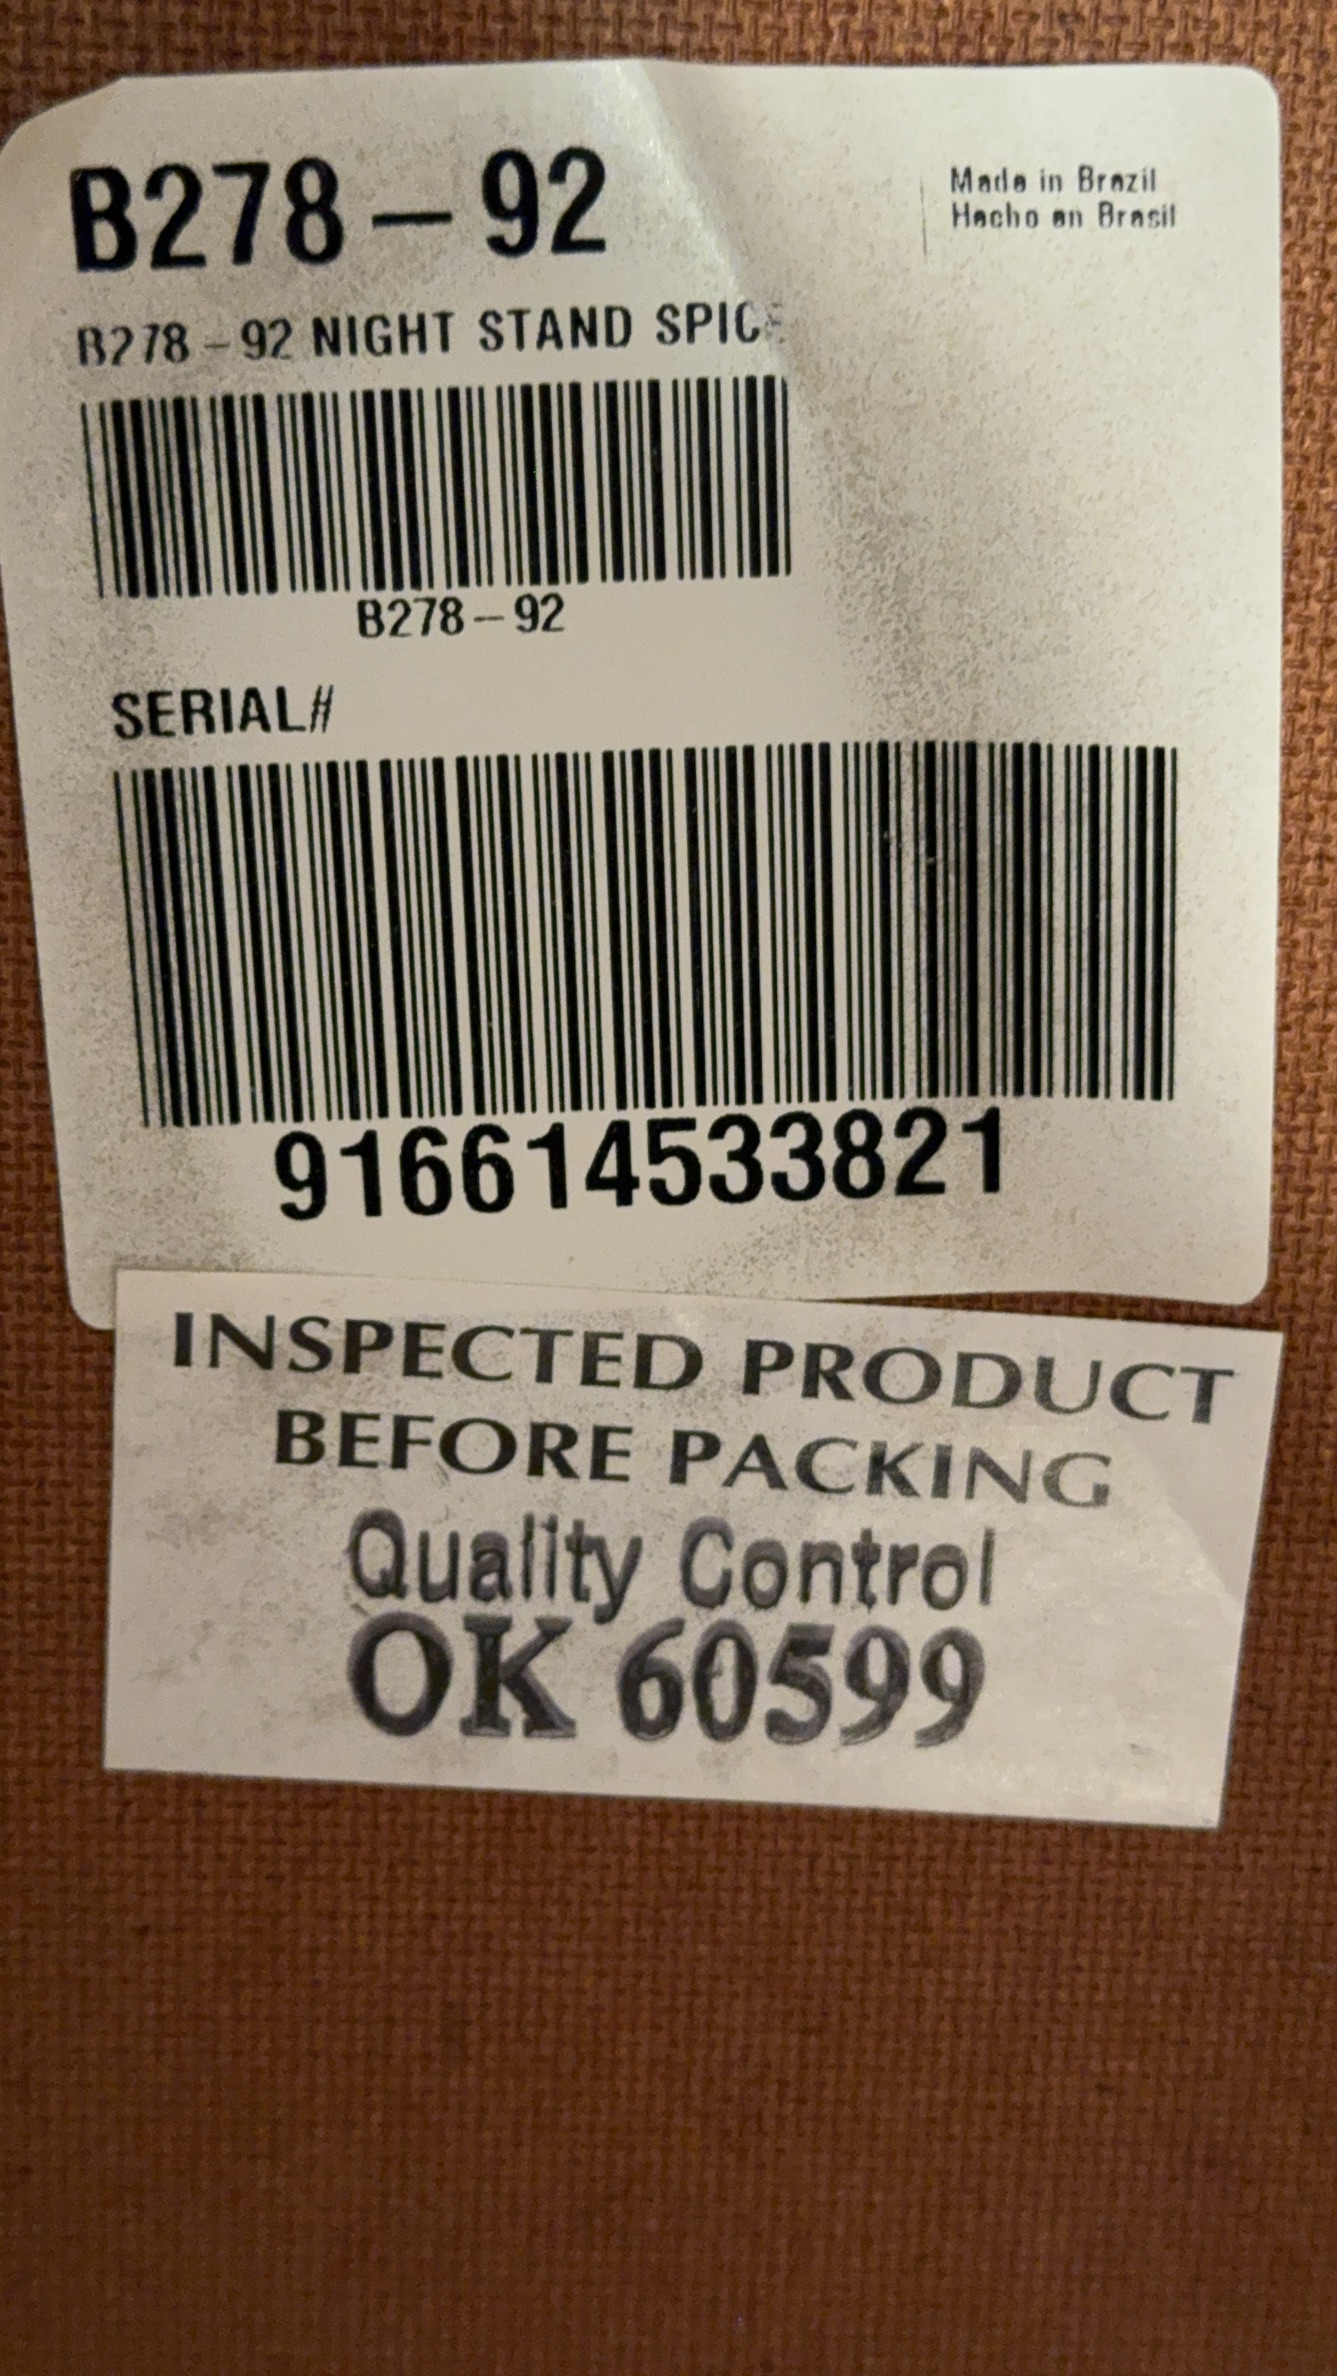 B278-92
Made in Brazil
Hecho en Brasil
B278-92 NIGHT STAND SPICE
B278-92
SERIAL#
916614533821
INSPECTED PRODUCT
BEFORE PACKING
Quality Control
OK 60599